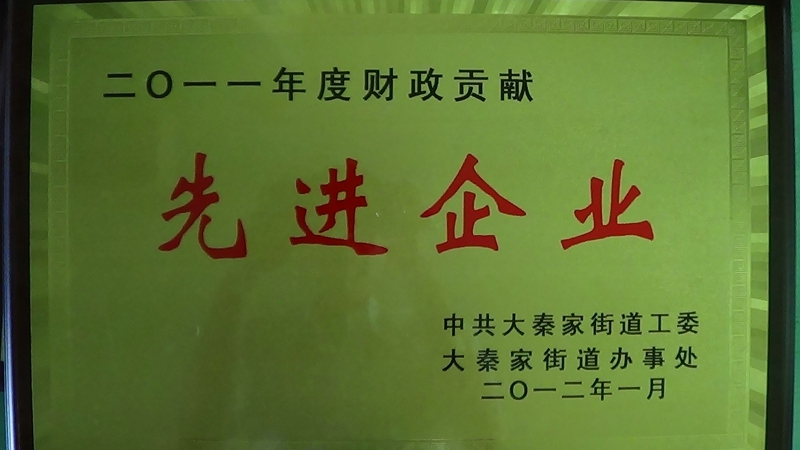 二〇一一年度财政贡献
先进企业
中共大秦家街道工委
大秦家街道办事处
二〇一二年一月